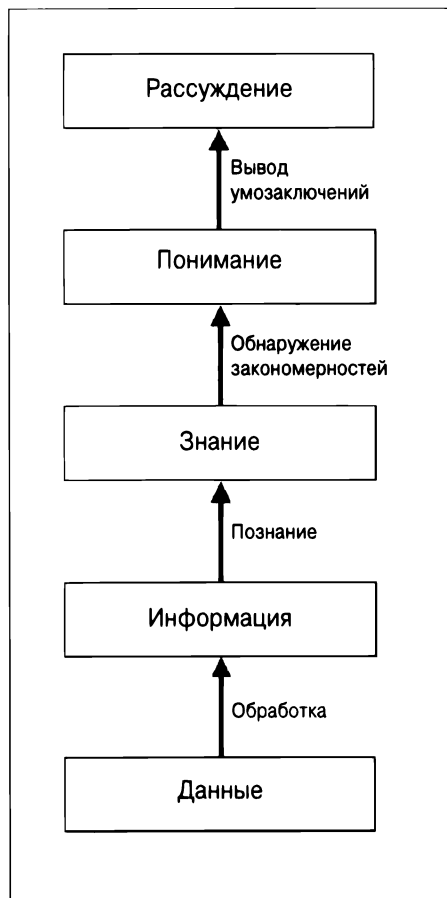 Рассуждение
Вывод
умозаключений
Понимание
Обнаружение
закономерностей
Знание
Познание
Информация
Обработка
Данные